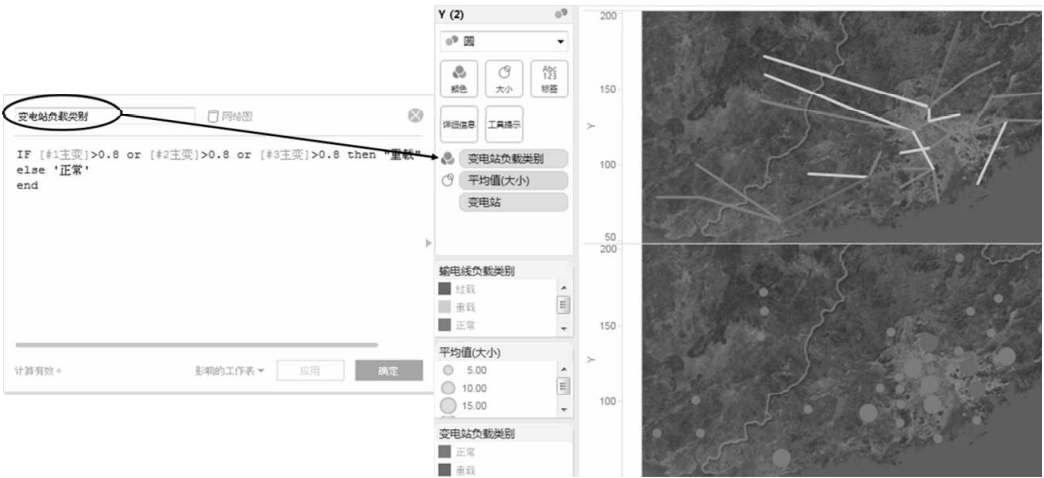 变电站负载类别
网络图
IF [#1主变]>0.8 or [#2主变]>0.8 or [#3主变]>0.8 then "重载"
else '正常'
end
计算有效
影响的工作表
应用
确定
Y (2)
圆
颜色
大小
Abc
123
标签
详细信息
工具提示
变电站负载类别
平均值(大小)
变电站
输电线负载类别
过载
重载
正常
平均值(大小)
5.00
10.00
15.00
变电站负载类别
正常
重载
200
150
Y
100
50
200
150
Y
100